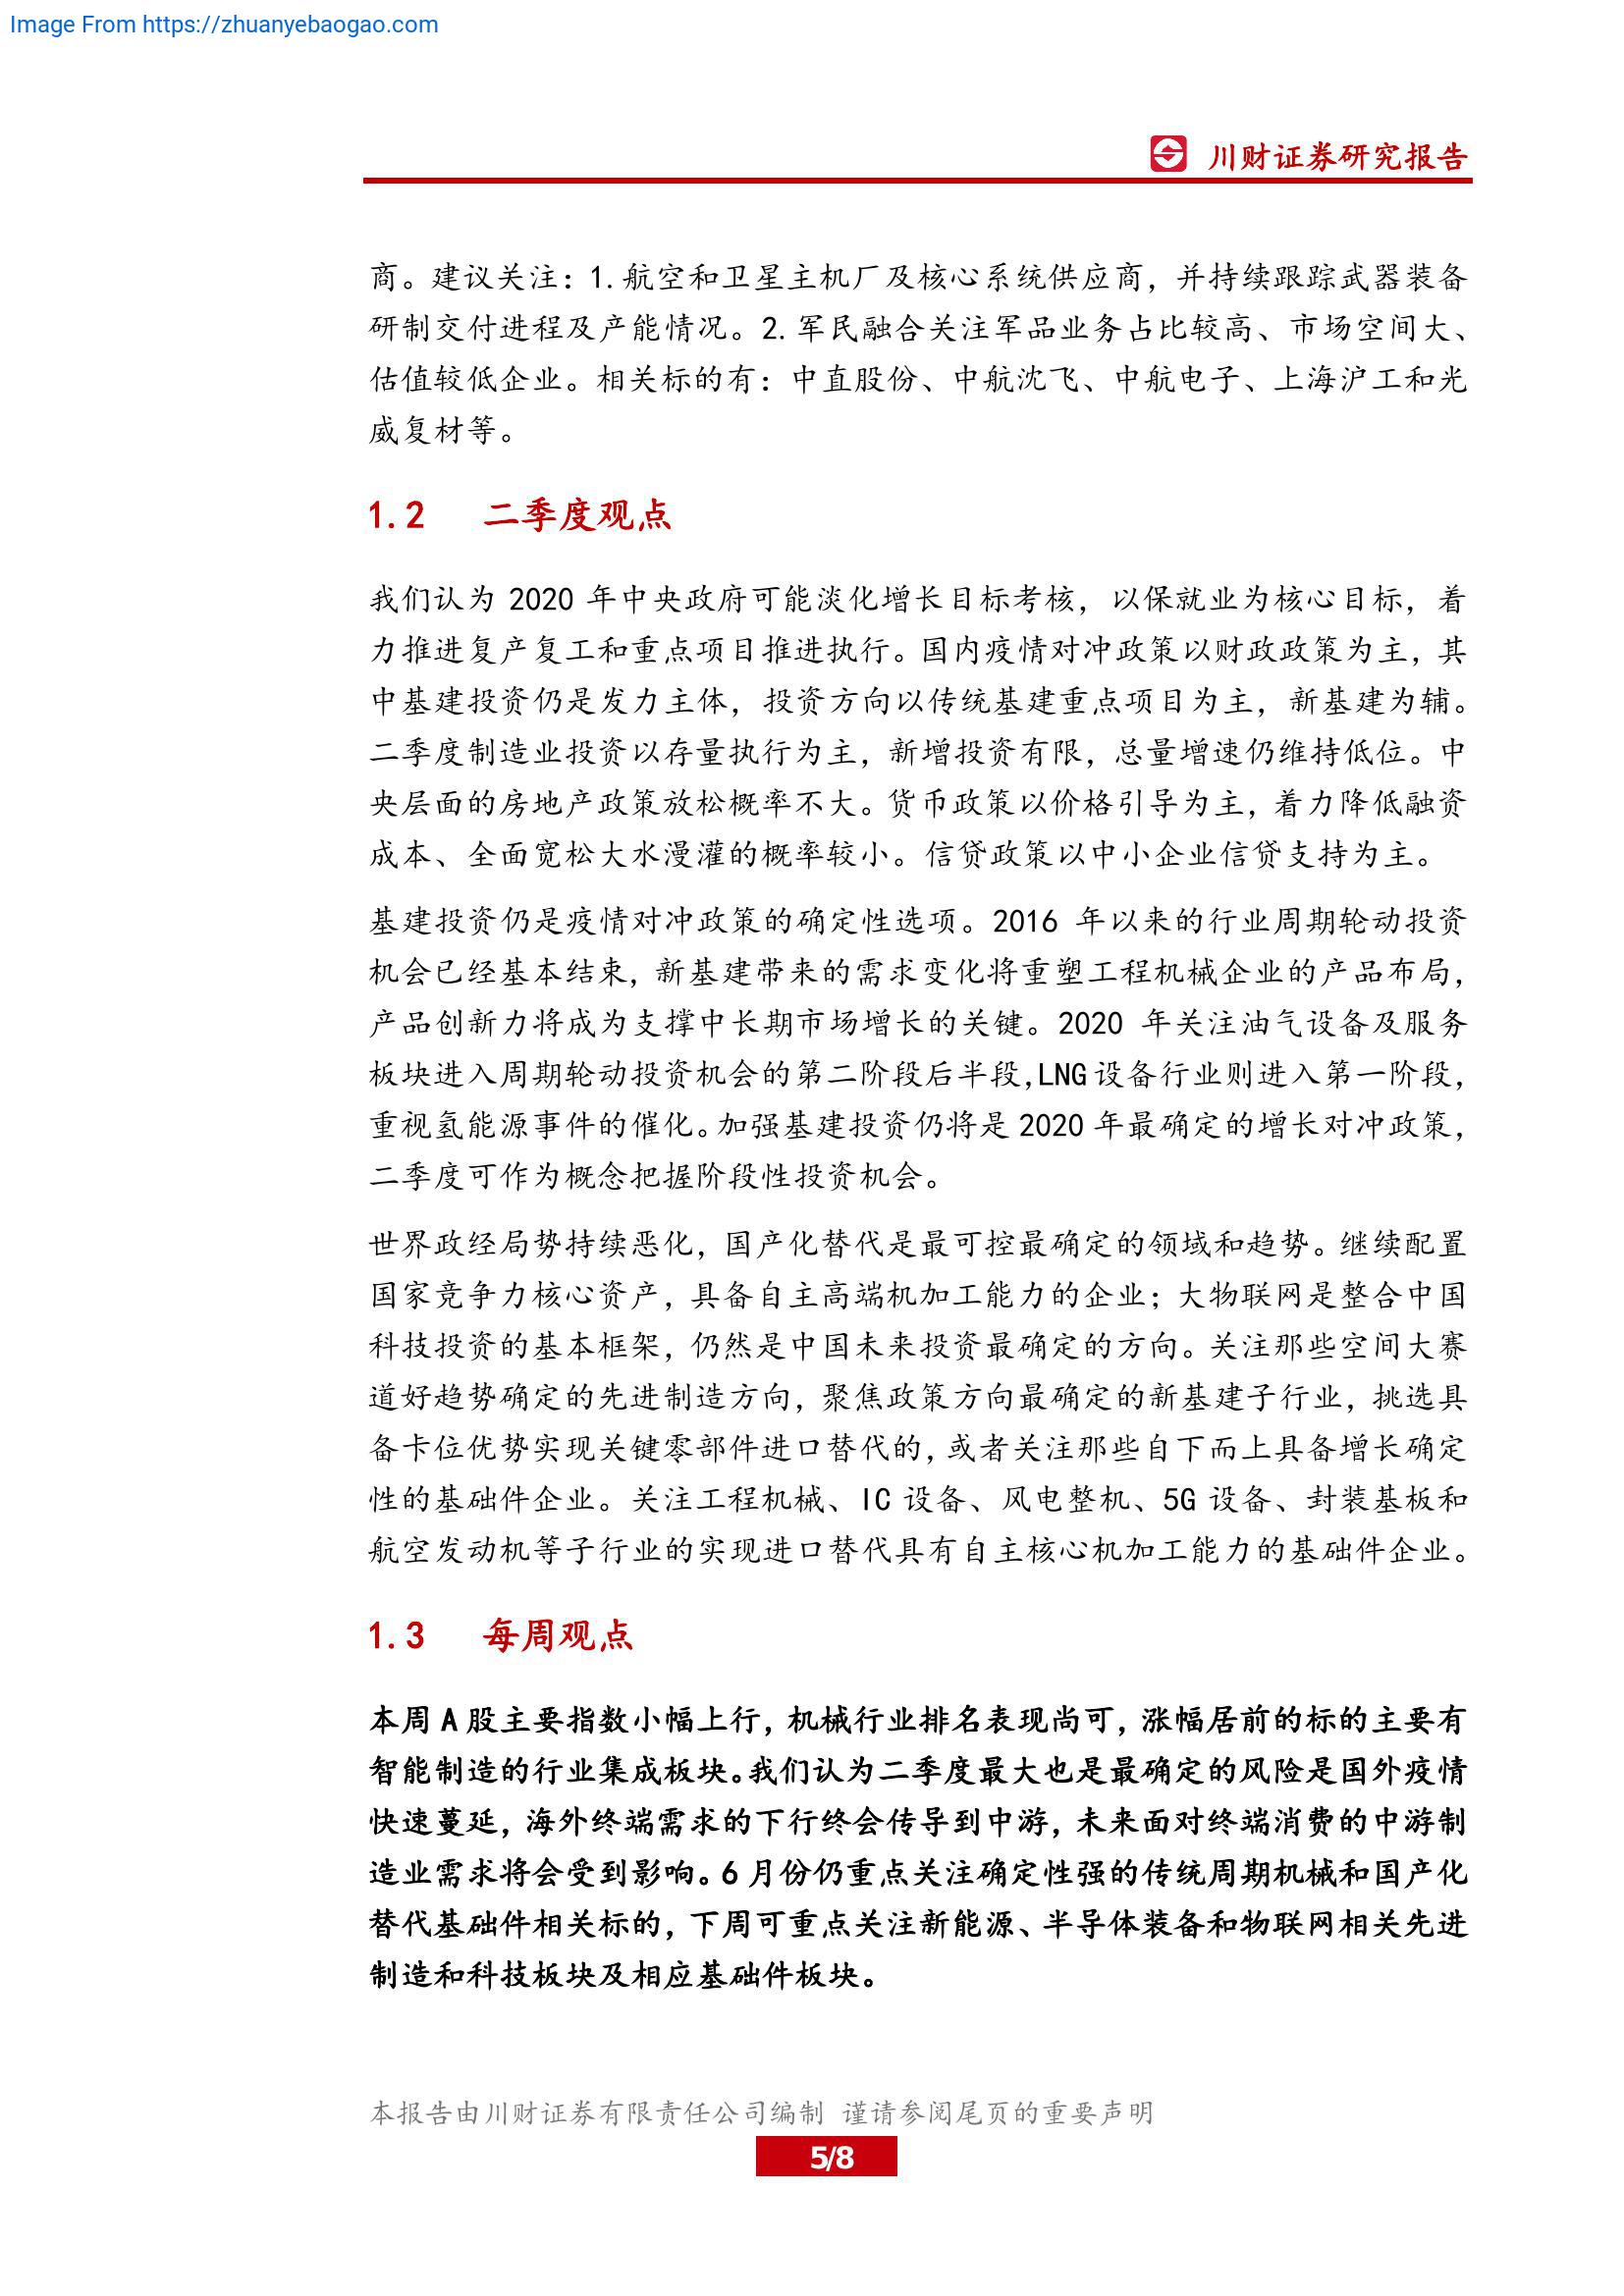 Image From https://zhuanyebaogao.com
川财证券研究报告
商。建议关注：1.航空和卫星主机厂及核心系统供应商，并持续跟踪武器装备
研制交付进程及产能情况。2.军民融合关注军品业务占比较高、市场空间大、
估值较低企业。相关标的有：中直股份、中航沈飞、中航电子、上海沪工和光
威复材等。
1.2 二季度观点
我们认为 2020 年中央政府可能淡化增长目标考核，以保就业为核心目标，着
力推进复产复工和重点项目推进执行。国内疫情对冲政策以财政政策为主，其
中基建投资仍是发力主体，投资方向以传统基建重点项目为主，新基建为辅。
二季度制造业投资以存量执行为主，新增投资有限，总量增速仍维持低位。中
央层面的房地产政策放松概率不大。货币政策以价格引导为主，着力降低融资
成本、全面宽松大水漫灌的概率较小。信贷政策以中小企业信贷支持为主。
基建投资仍是疫情对冲政策的确定性选项。2016 年以来的行业周期轮动投资
机会已经基本结束，新基建带来的需求变化将重塑工程机械企业的产品布局，
产品创新力将成为支撑中长期市场增长的关键。2020 年关注油气设备及服务
板块进入周期轮动投资机会的第二阶段后半段，LNG 设备行业则进入第一阶段，
重视氢能源事件的催化。加强基建投资仍将是 2020 年最确定的增长对冲政策，
二季度可作为概念把握阶段性投资机会。
世界政经局势持续恶化，国产化替代是最可控最确定的领域和趋势。继续配置
国家竞争力核心资产，具备自主高端机加工能力的企业；大物联网是整合中国
科技投资的基本框架，仍然是中国未来投资最确定的方向。关注那些空间大赛
道好趋势确定的先进制造方向，聚焦政策方向最确定的新基建子行业，挑选具
备卡位优势实现关键零部件进口替代的，或者关注那些自下而上具备增长确定
性的基础件企业。关注工程机械、IC 设备、风电整机、5G 设备、封装基板和
航空发动机等子行业的实现进口替代具有自主核心机加工能力的基础件企业。
1.3 每周观点
本周 A 股主要指数小幅上行，机械行业排名表现尚可，涨幅居前的标的主要有
智能制造的行业集成板块。我们认为二季度最大也是最确定的风险是国外疫情
快速蔓延，海外终端需求的下行终会传导到中游，未来面对终端消费的中游制
造业需求将会受到影响。6 月份仍重点关注确定性强的传统周期机械和国产化
替代基础件相关标的，下周可重点关注新能源、半导体装备和物联网相关先进
制造和科技板块及相应基础件板块。
本报告由川财证券有限责任公司编制 谨请参阅尾页的重要声明
5/8